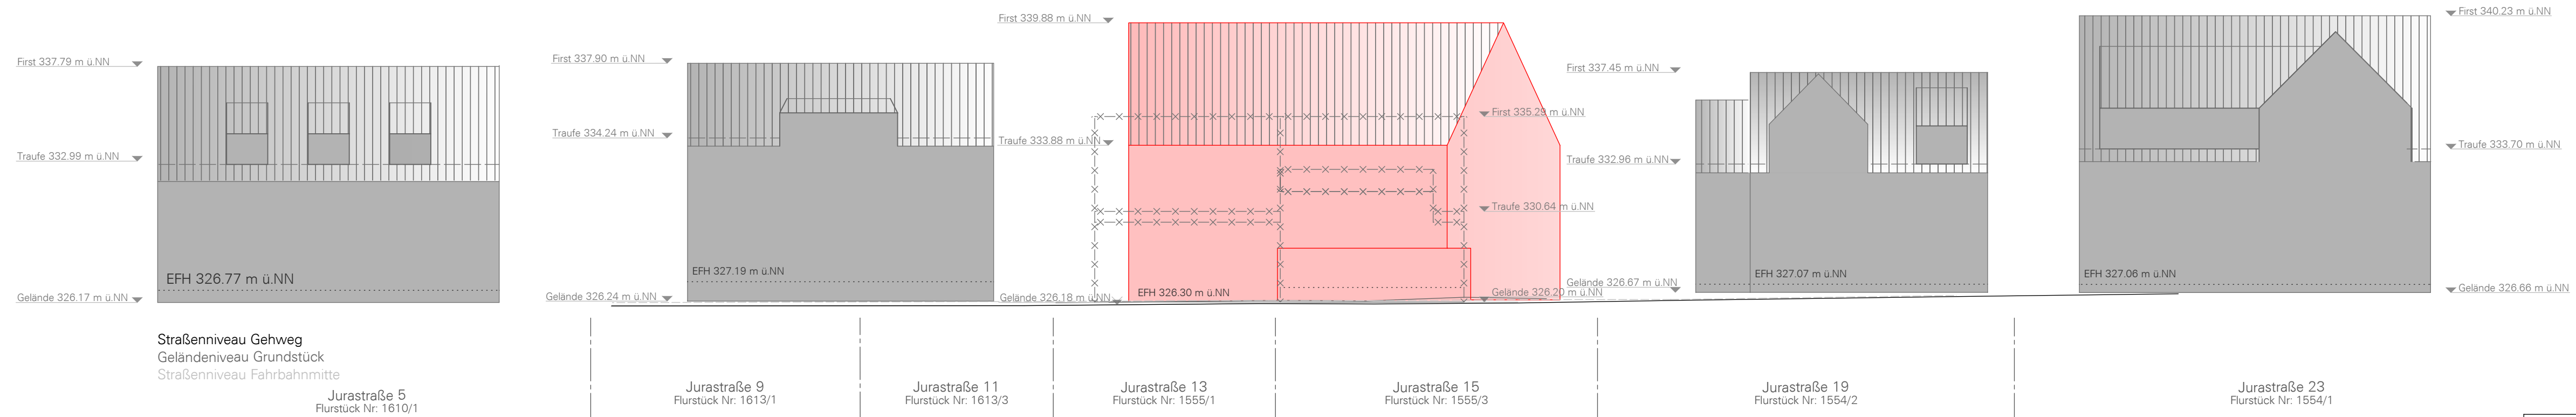 First 337.79 m ü.NN
Traufe 332.99 m ü.NN
EFH 326.77 m ü.NN
Gelände 326.17 m ü.NN
Straßenniveau Gehweg
Geländeniveau Grundstück
Straßenniveau Fahrbahnmitte
Jurastraße 5
Flurstück Nr: 1610/1
First 337.90 m ü.NN
Traufe 334.24 m ü.NN
EFH 327.19 m ü.NN
Gelände 326.24 m ü.NN
Jurastraße 9
Flurstück Nr: 1613/1
Jurastraße 11
Flurstück Nr: 1613/3
First 339.88 m ü.NN
Traufe 333.88 m ü.NN
EFH 326.30 m ü.NN
Gelände 326.18 m ü.NN
Jurastraße 13
Flurstück Nr: 1555/1
First 335.29 m ü.NN
Traufe 330.64 m ü.NN
Gelände 326.20 m ü.NN
Jurastraße 15
Flurstück Nr: 1555/3
First 337.45 m ü.NN
Traufe 332.96 m ü.NN
Gelände 326.67 m ü.NN
EFH 327.07 m ü.NN
Jurastraße 19
Flurstück Nr: 1554/2
First 340.23 m ü.NN
Traufe 333.70 m ü.NN
EFH 327.06 m ü.NN
Gelände 326.66 m ü.NN
Jurastraße 23
Flurstück Nr: 1554/1